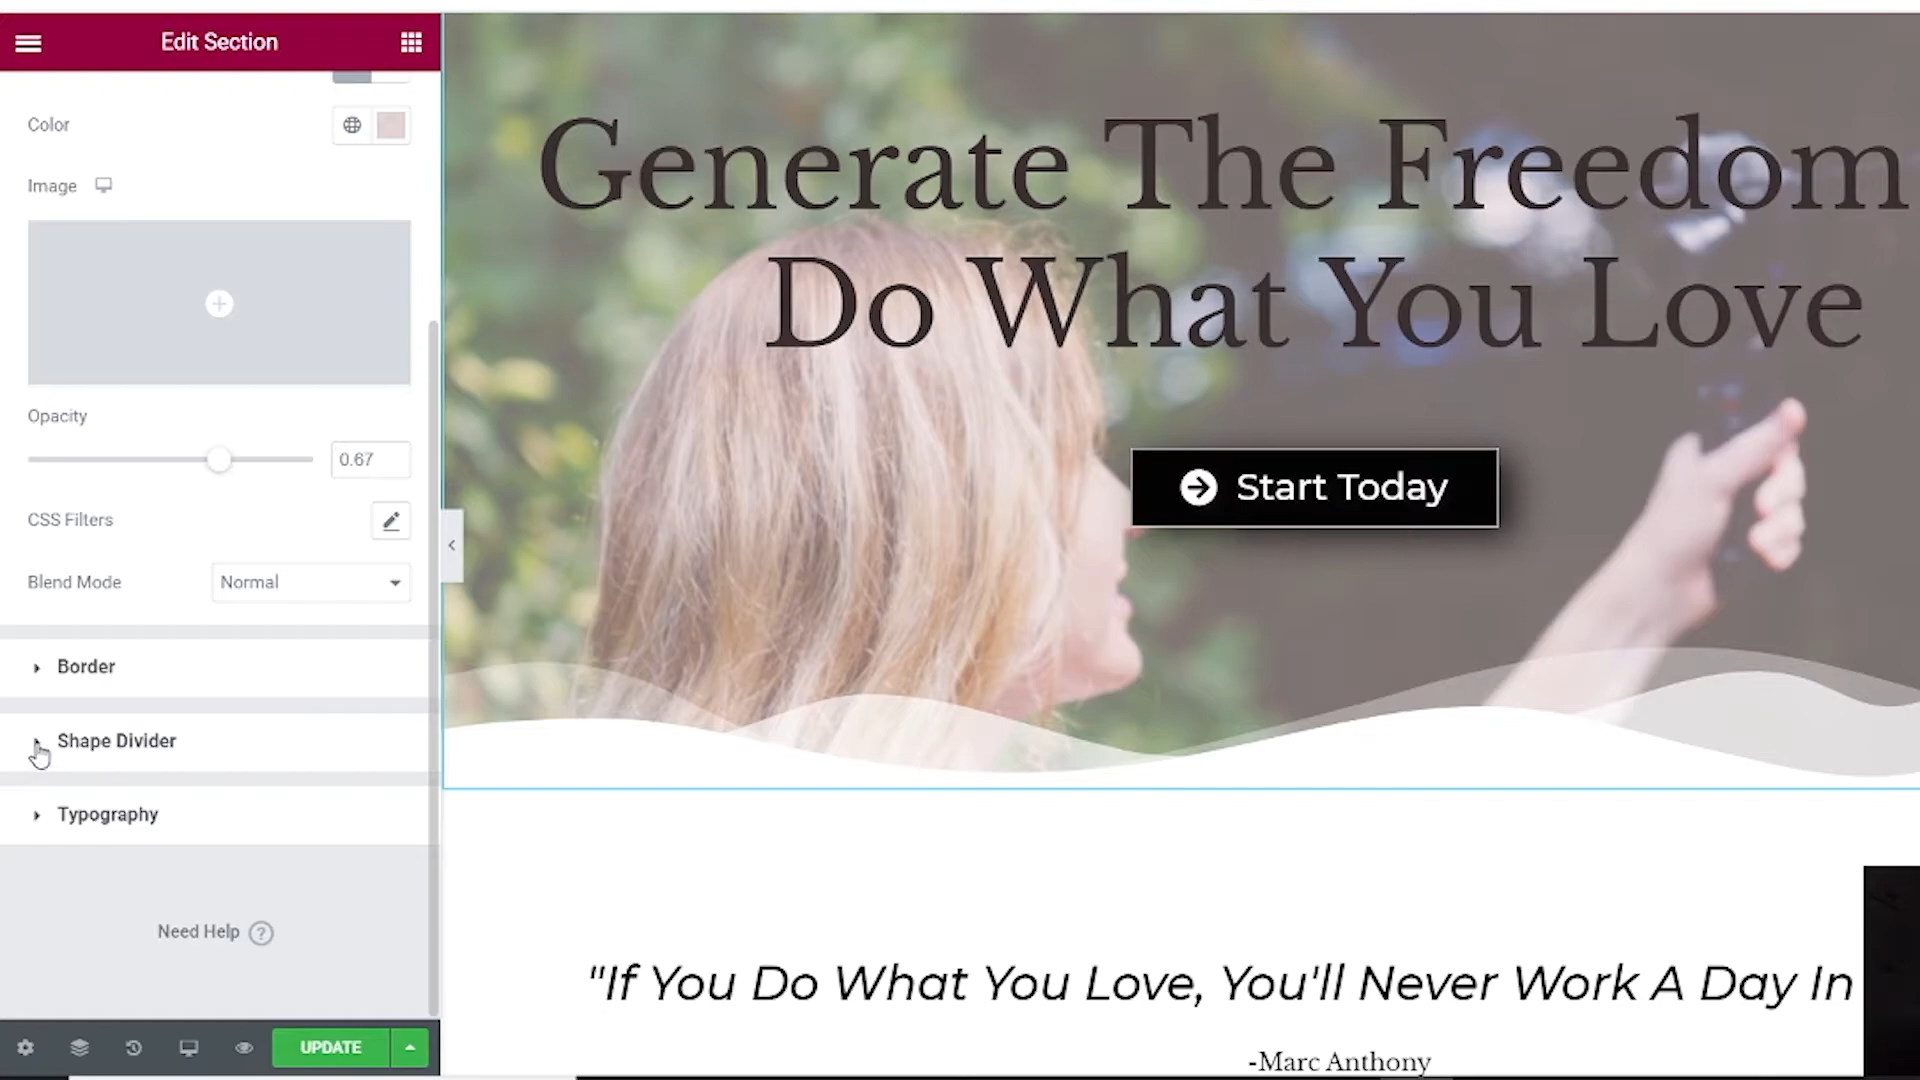 Edit Section
Color
Image
Opacity
0.67
CSS Filters
Blend Mode
Normal
Border
Shape Divider
Typography
Need Help ?
UPDATE
Generate The Freedom
Do What You Love
Start Today
"If You Do What You Love, You'll Never Work A Day In
-Marc Anthony